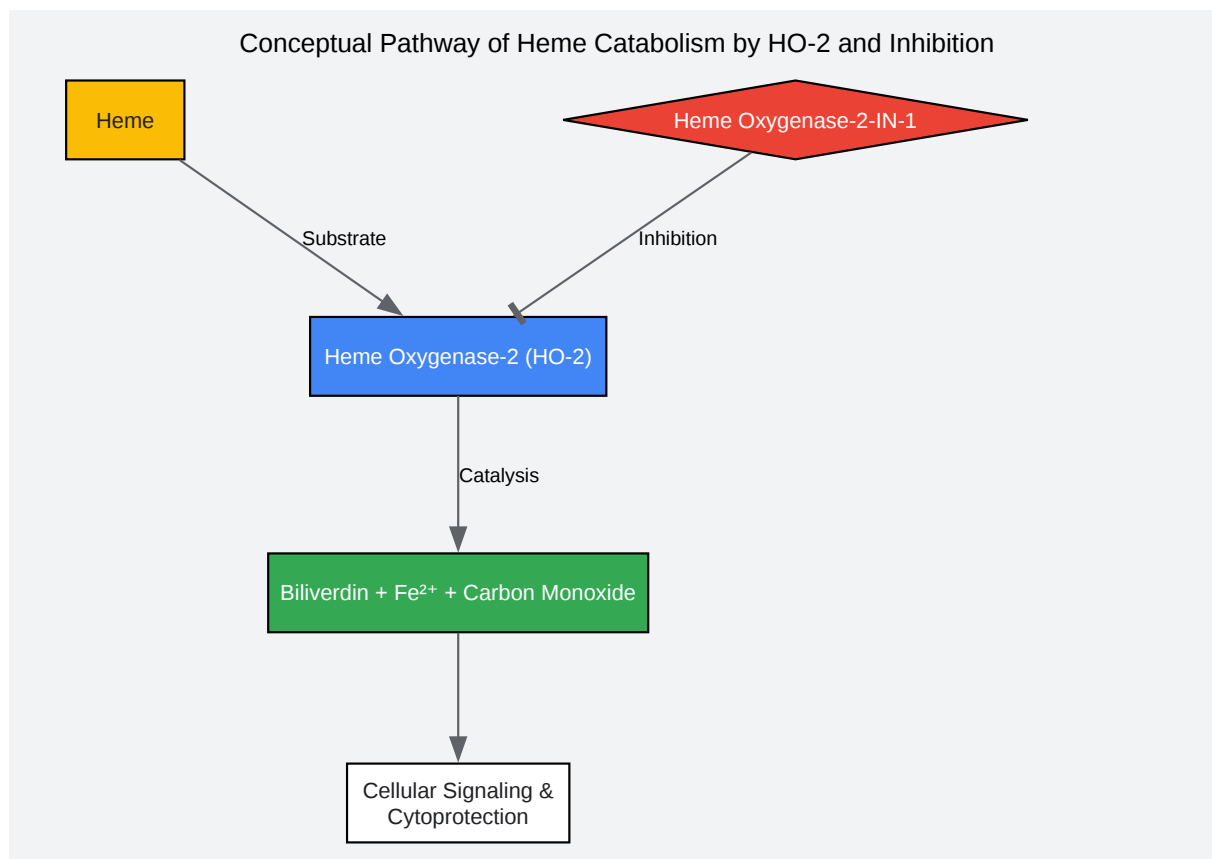 Conceptual Pathway of Heme Catabolism by HO-2 and Inhibition
Heme
Heme Oxygenase-2-IN-1
Substrate
Inhibition
Heme Oxygenase-2 (HO-2)
Catalysis
Biliverdin + Fe²⁺ + Carbon Monoxide
Cellular Signaling &
Cytoprotection